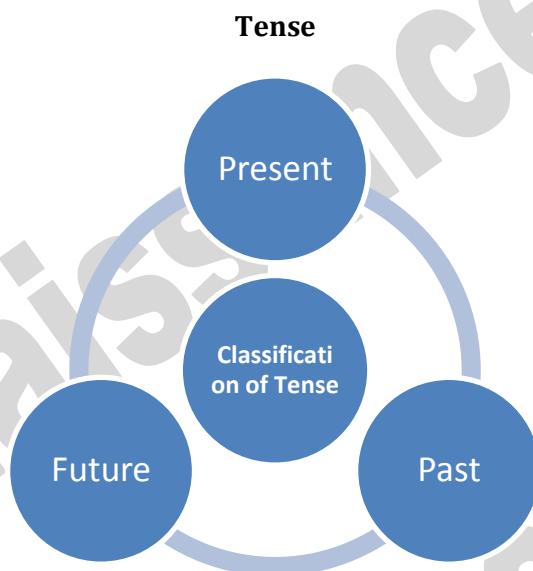 Tense
Present
Classificati
on of Tense
Future
Past